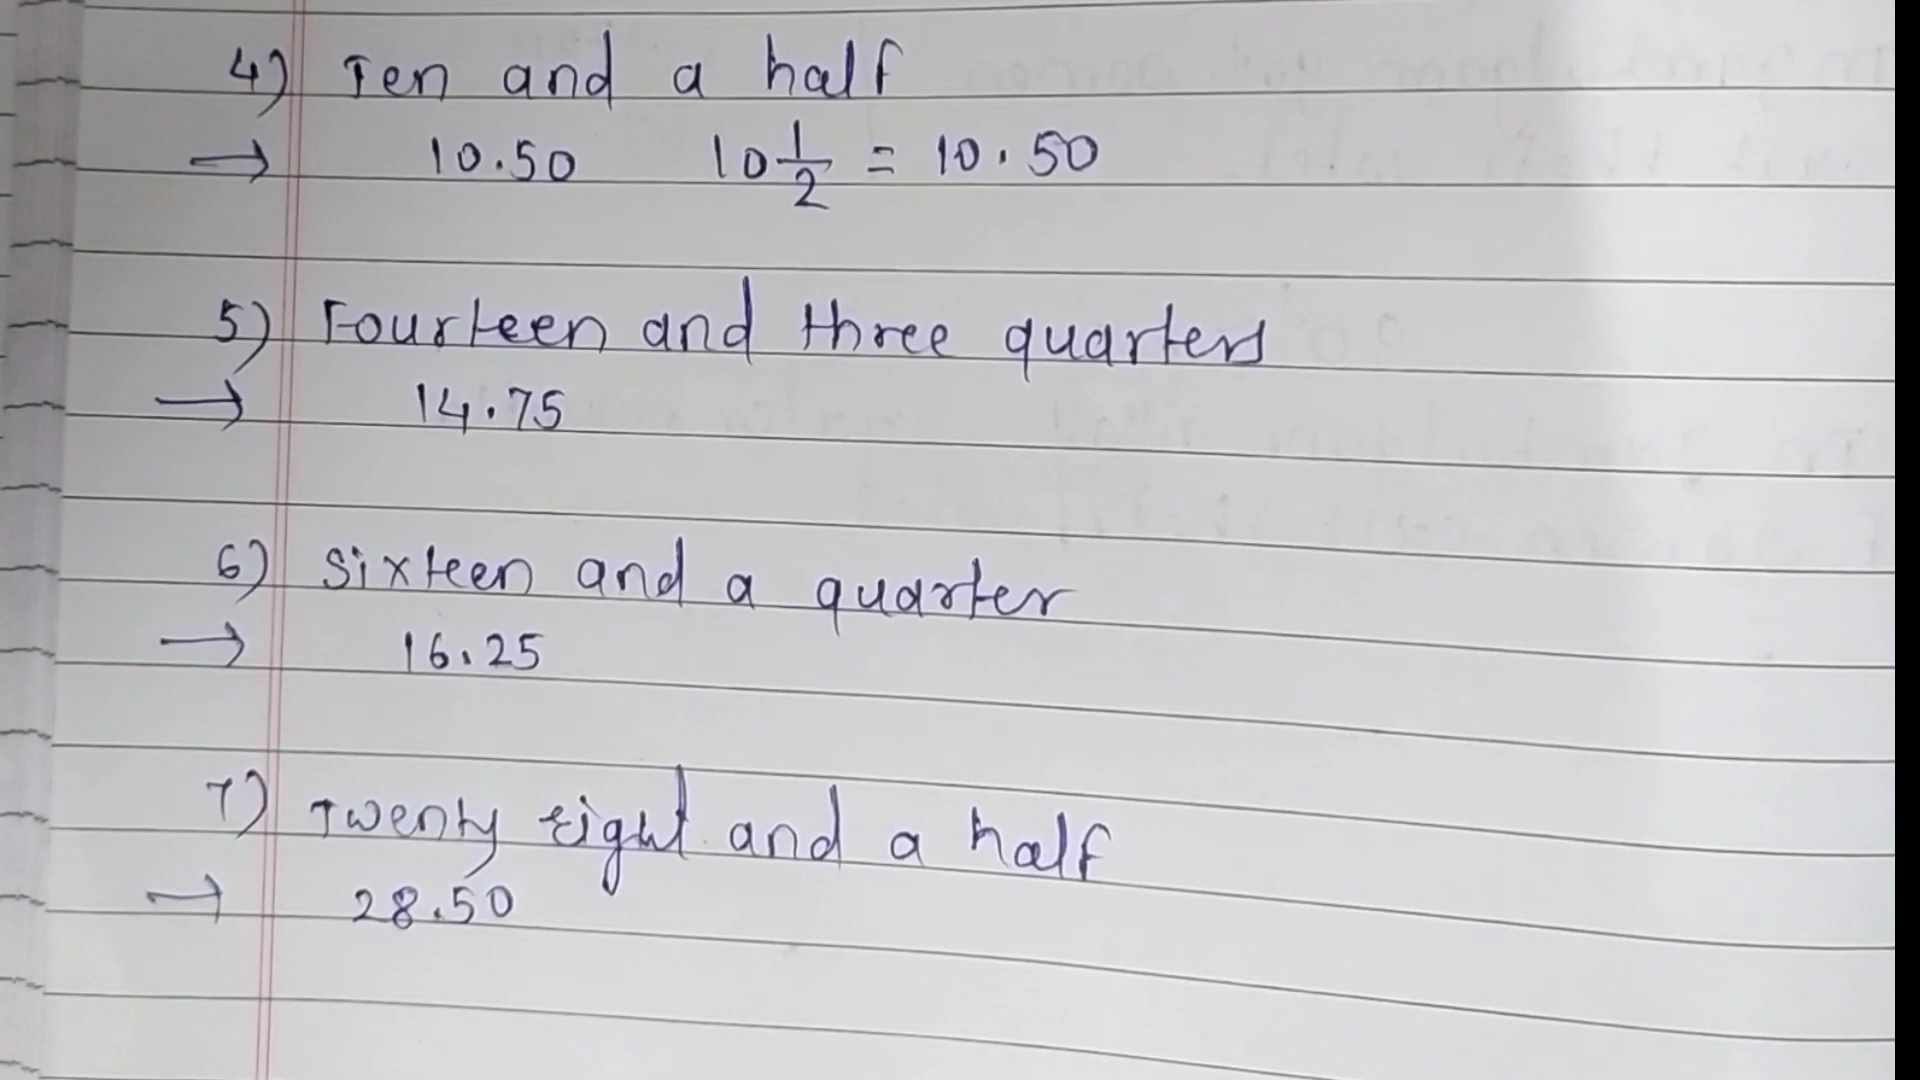 4) Ten and a half
→ 10.50 10 1/2 = 10.50
5) Fourteen and three quarters
→ 14.75
6) Sixteen and a quarter
→ 16.25
7) Twenty eight and a half
→ 28.50